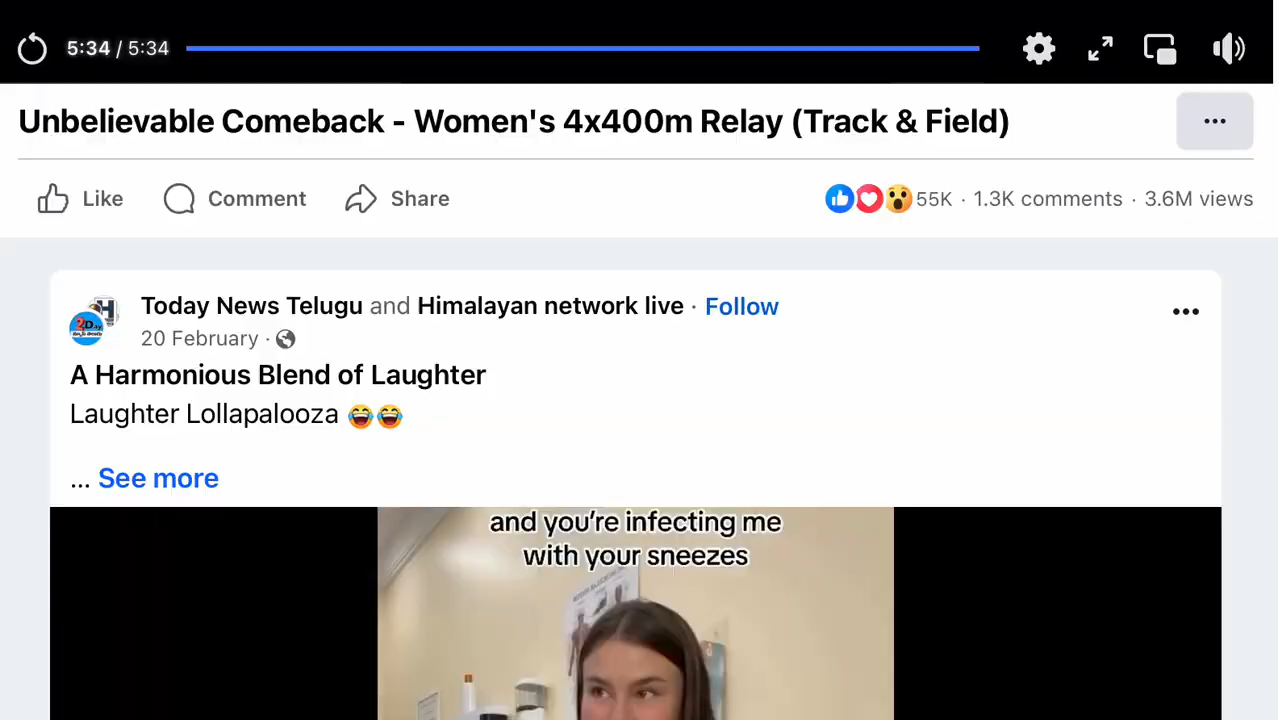 5:34 / 5:34
Unbelievable Comeback - Women's 4x400m Relay (Track & Field)
Like Comment Share 55K · 1.3K comments · 3.6M views
Today News Telugu and Himalayan network live · Follow
20 February ·
A Harmonious Blend of Laughter
Laughter Lollapalooza 😂😂
... See more
and you're infecting me
with your sneezes